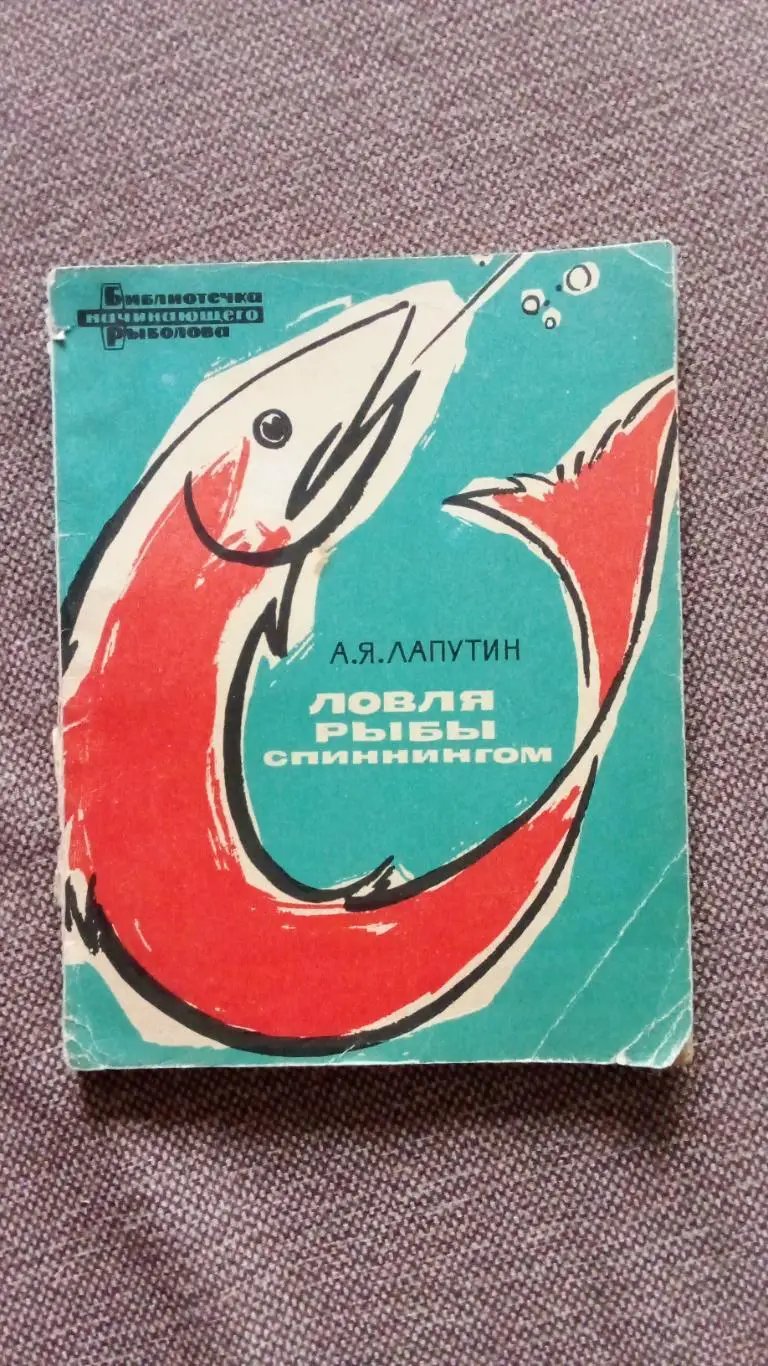 Библиотечка
начинающего
Рыболова
А.Я.ЛАПУТИН
ЛОВЛЯ
РЫБЫ
СПИННИНГОМ